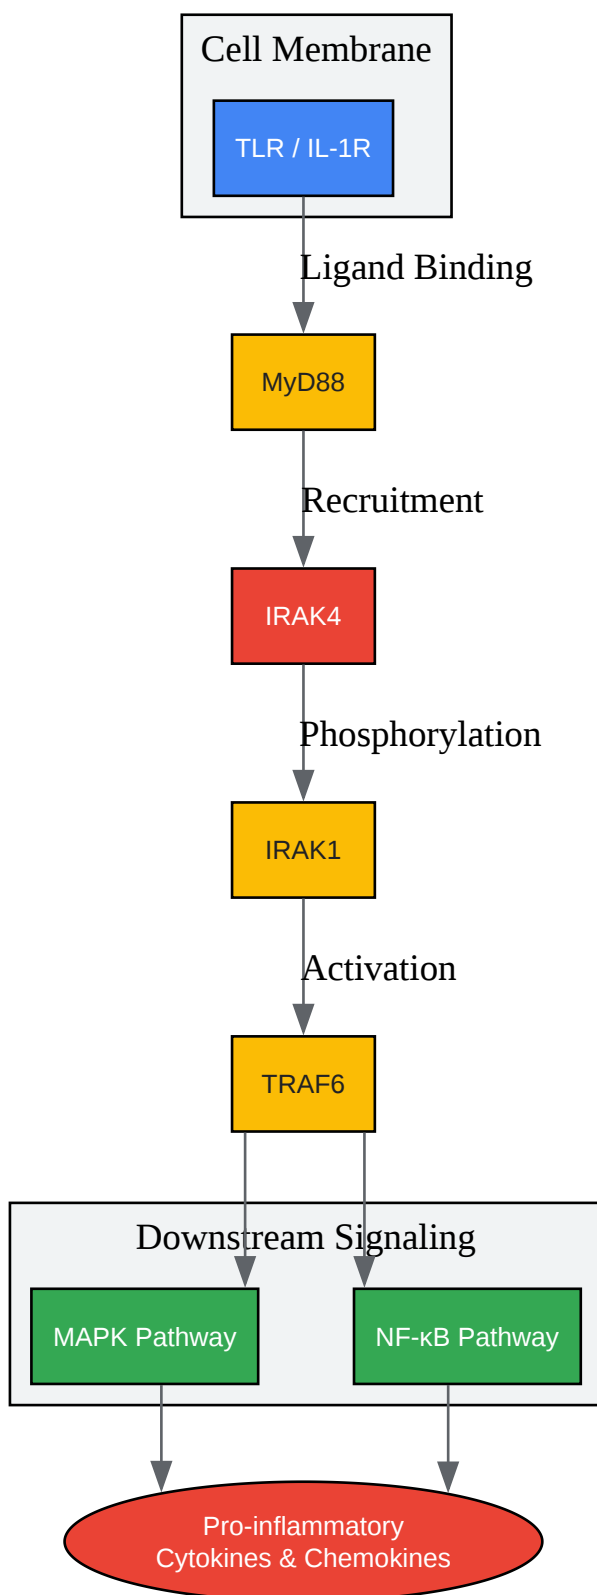 Cell Membrane
TLR / IL-1R
Ligand Binding
MyD88
Recruitment
IRAK4
Phosphorylation
IRAK1
Activation
TRAF6
Downstream Signaling
MAPK Pathway
NF-κB Pathway
Pro-inflammatory
Cytokines & Chemokines